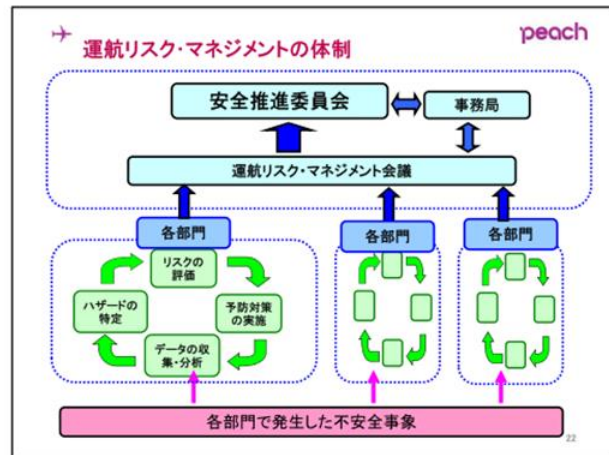 運航リスク・マネジメントの体制
peach
安全推進委員会
事務局
運航リスク・マネジメント会議
各部門
各部門
各部門
リスクの
評価
ハザードの
特定
予防対策
の実施
データの収
集・分析
各部門で発生した不安全事象
22